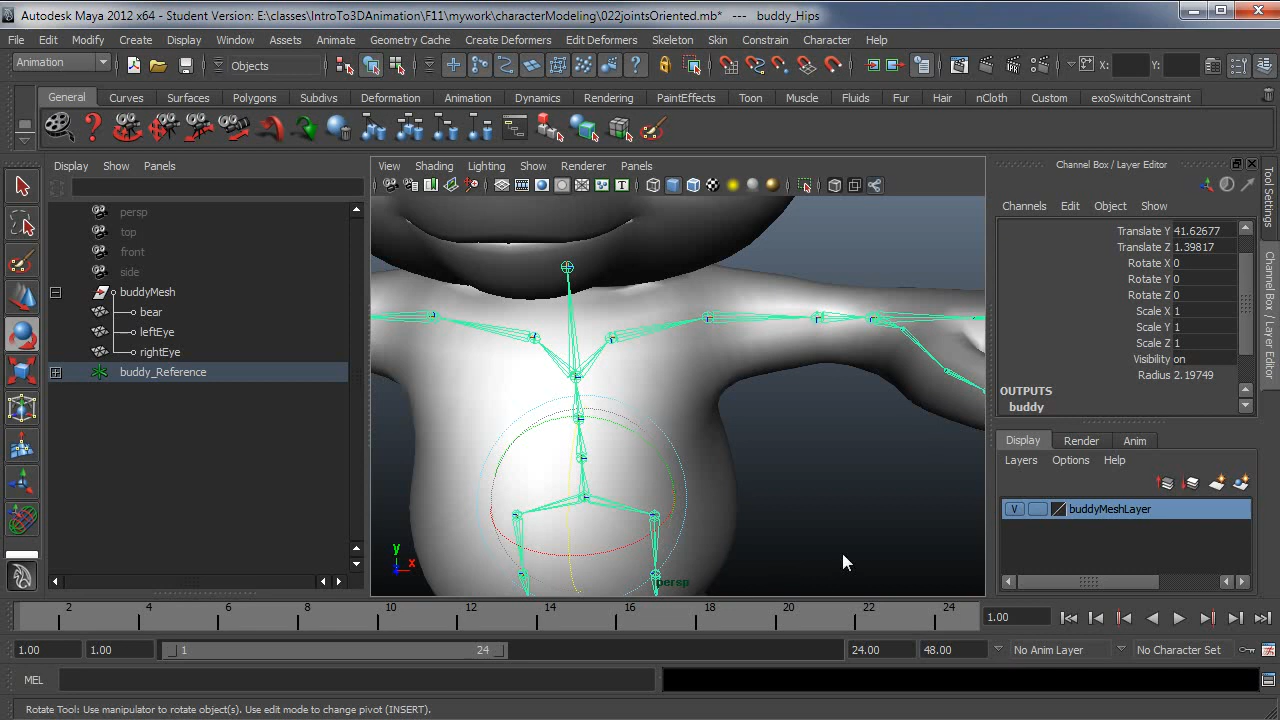 Autodesk Maya 2012 x64 - Student Version: E:\classes\IntroTo3DAnimation\F11\mywork\characterModeling\022jointsOriented.mb* --- buddy_Hips
File Edit Modify Create Display Window Assets Animate Geometry Cache Create Deformers Edit Deformers Skeleton Skin Constrain Character Help
Animation Objects X: Y:
General Curves Surfaces Polygons Subdivs Deformation Animation Dynamics Rendering PaintEffects Toon Muscle Fluids Fur Hair nCloth Custom exoSwitchConstraint
Display Show Panels
View Shading Lighting Show Renderer Panels
Channel Box / Layer Editor
Channels Edit Object Show
persp
top
front
side
buddyMesh
bear
leftEye
rightEye
buddy_Reference
Translate Y 41.62677
Translate Z 1.39817
Rotate X 0
Rotate Y 0
Rotate Z 0
Scale X 1
Scale Y 1
Scale Z 1
Visibility on
Radius 2.19749
OUTPUTS
buddy
Tool Settings
Channel Box / Layer Editor
Display Render Anim
Layers Options Help
V buddyMeshLayer
y
x
persp
2 4 6 8 10 12 14 16 18 20 22 24 1.00
1.00 1.00 1 24 24.00 48.00 No Anim Layer No Character Set
MEL
Rotate Tool: Use manipulator to rotate object(s). Use edit mode to change pivot (INSERT).